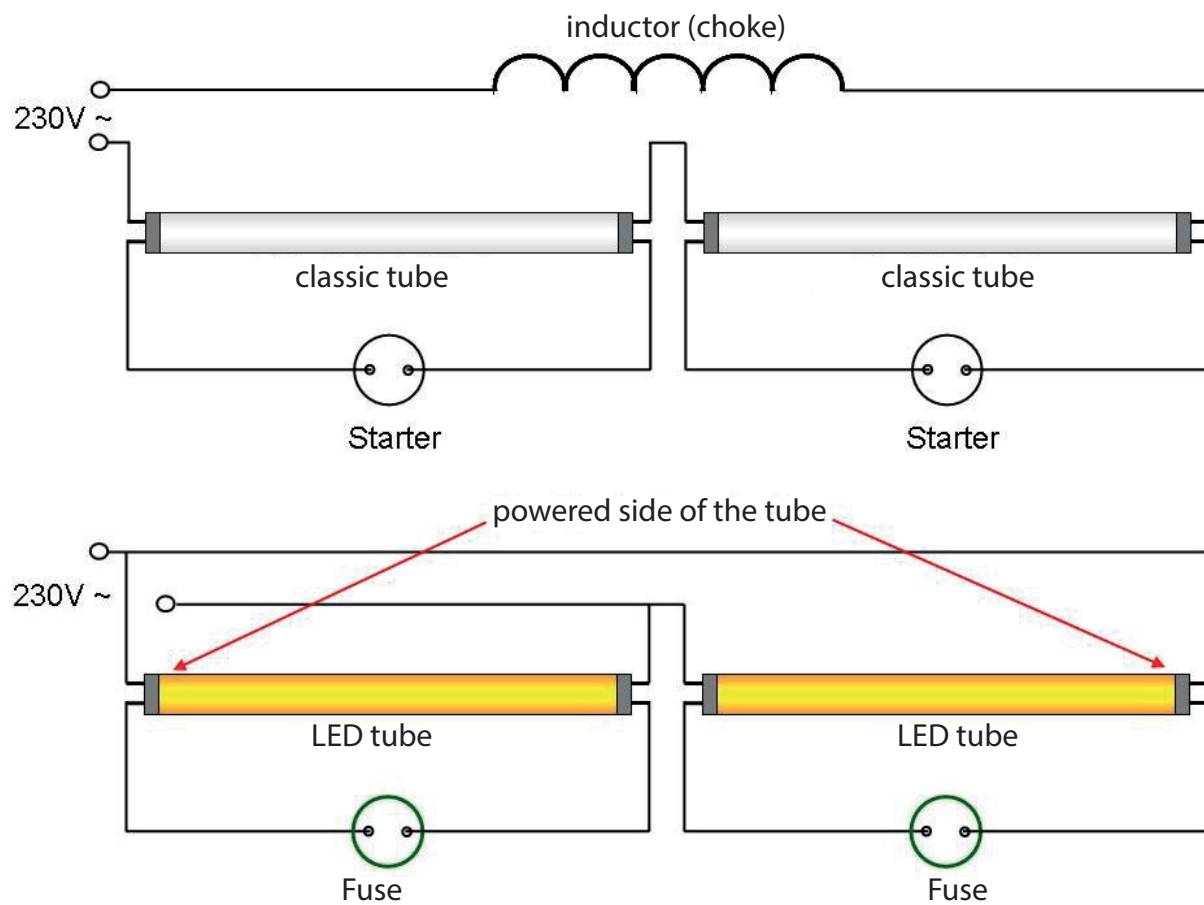 inductor (choke)
230V ~
classic tube
classic tube
Starter
Starter
powered side of the tube
230V ~
LED tube
LED tube
Fuse
Fuse